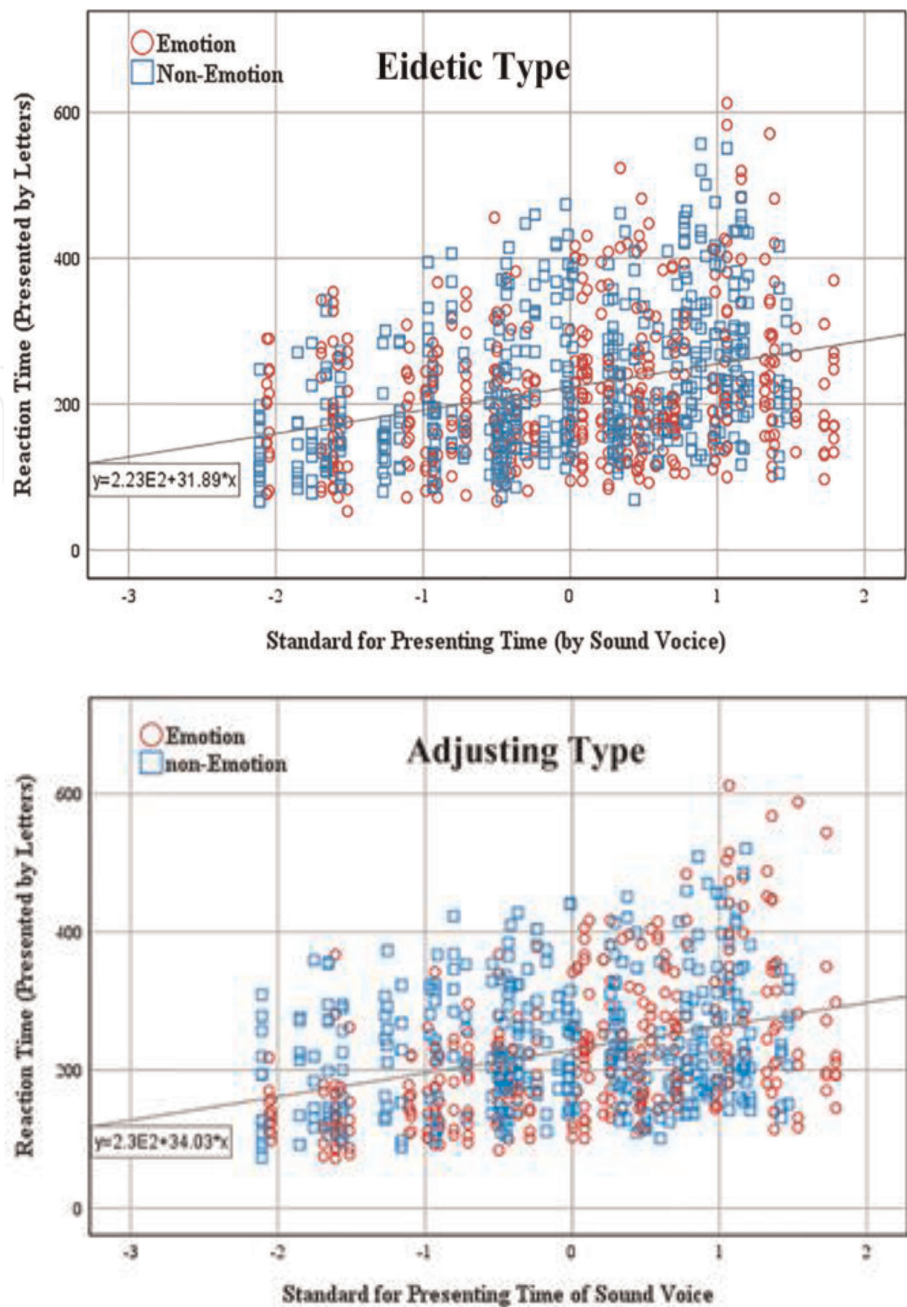 Emotion
Non-Emotion
Eidetic Type
Reaction Time (Presented by Letters)
600
400
200
0
y=2.23E2+31.89*x
-3 -2 -1 0 1 2
Standard for Presenting Time (by Sound Vocice)
Emotion
non-Emotion
Adjusting Type
Reaction Time (Presented by Letters)
600
400
200
0
y=2.3E2+34.03*x
-3 -2 -1 0 1 2
Standard for Presenting Time of Sound Voice